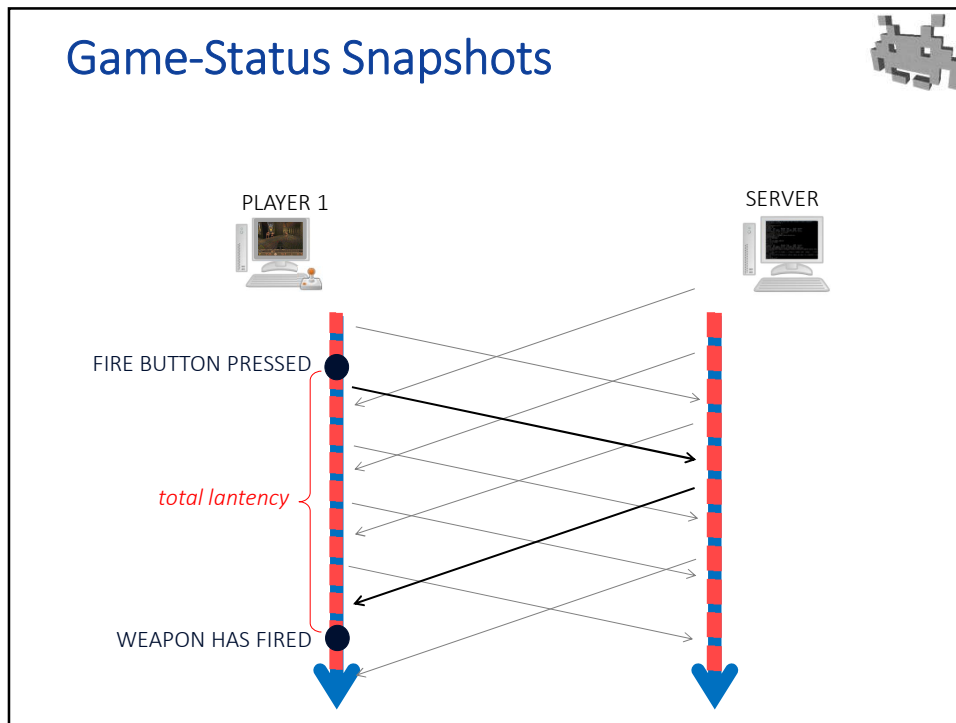 Game-Status Snapshots
PLAYER 1
SERVER
FIRE BUTTON PRESSED
total lantency
WEAPON HAS FIRED